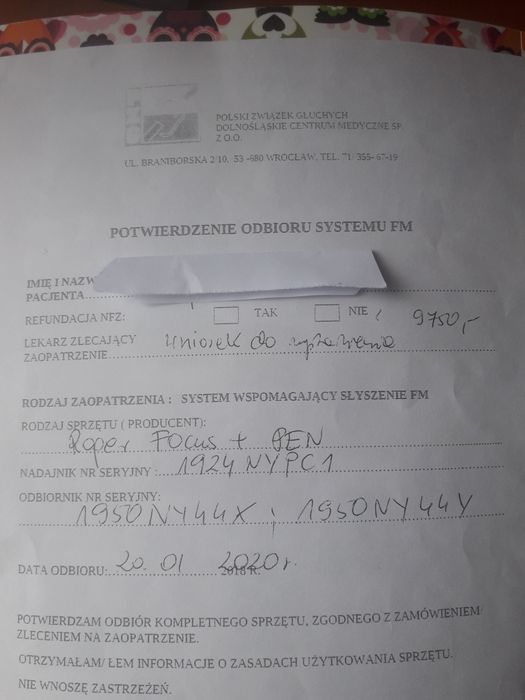 POLSKI ZWIĄZEK GŁUCHYCH
DOLNOŚLĄSKIE CENTRUM MEDYCZNE SP.
Z O.O.
UL. BRANIBORSKA 2/10, 53-680 WROCŁAW, TEL. 71/ 355-67-19
POTWIERDZENIE ODBIORU SYSTEMU FM
IMIĘ I NAZW
PACJENTA
REFUNDACJA NFZ: TAK NIE 9750,-
LEKARZ ZLECAJĄCY
ZAOPATRZENIE Wniosek do
RODZAJ ZAOPATRZENIA : SYSTEM WSPOMAGAJĄCY SŁYSZENIE FM
RODZAJ SPRZĘTU ( PRODUCENT):
Roger Focus + PEN
NADAJNIK NR SERYJNY : 1924NYPC1
ODBIORNIK NR SERYJNY:
1950NY44X ; 1950NY44Y
DATA ODBIORU: 20. 01 2020 r.
POTWIERDZAM ODBIÓR KOMPLETNEGO SPRZĘTU, ZGODNEGO Z ZAMÓWIENIEM/
ZLECENIEM NA ZAOPATRZENIE.
OTRZYMAŁAM/ ŁEM INFORMACJE O ZASADACH UŻYTKOWANIA SPRZĘTU.
NIE WNOSZĘ ZASTRZEŻEŃ.